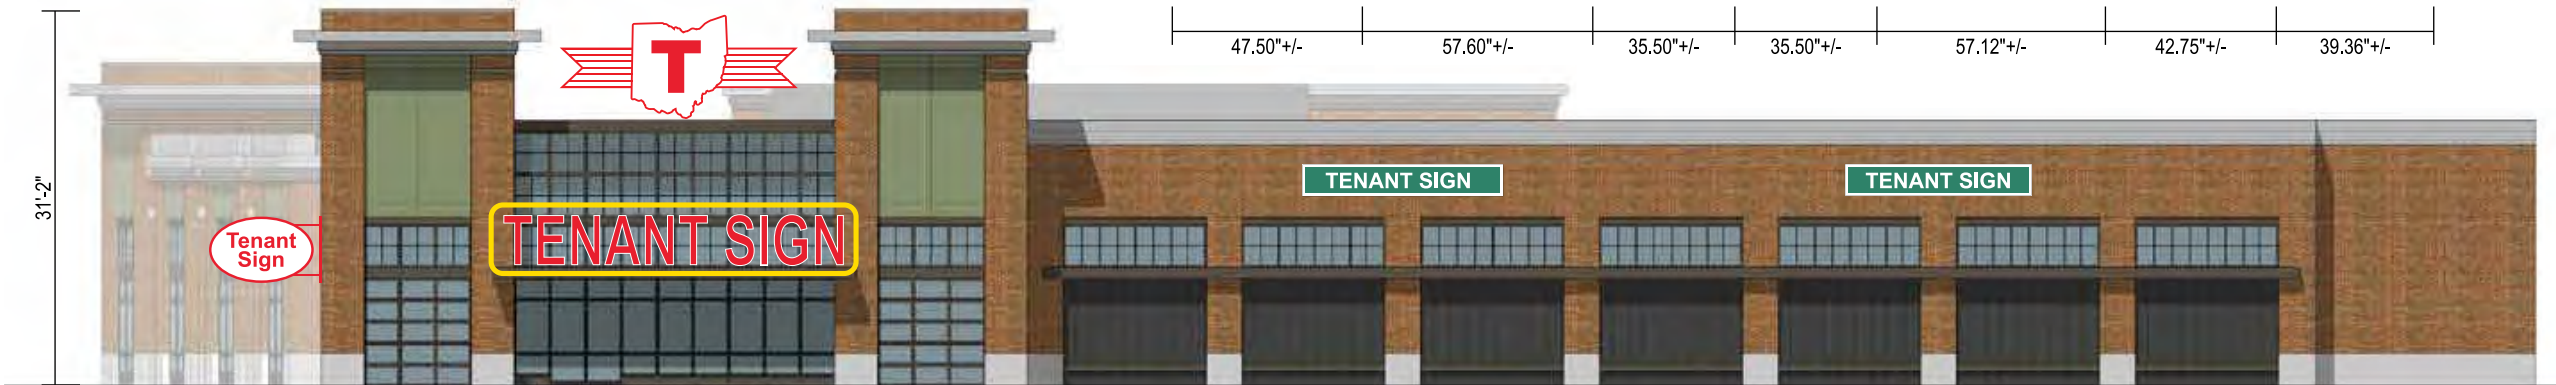 47.50"+/-
57.60"+/-
35.50"+/-
35.50"+/-
57.12"+/-
42.75"+/-
39.36"+/-
T
31'-2"
TENANT SIGN
TENANT SIGN
Tenant
Sign
TENANT SIGN